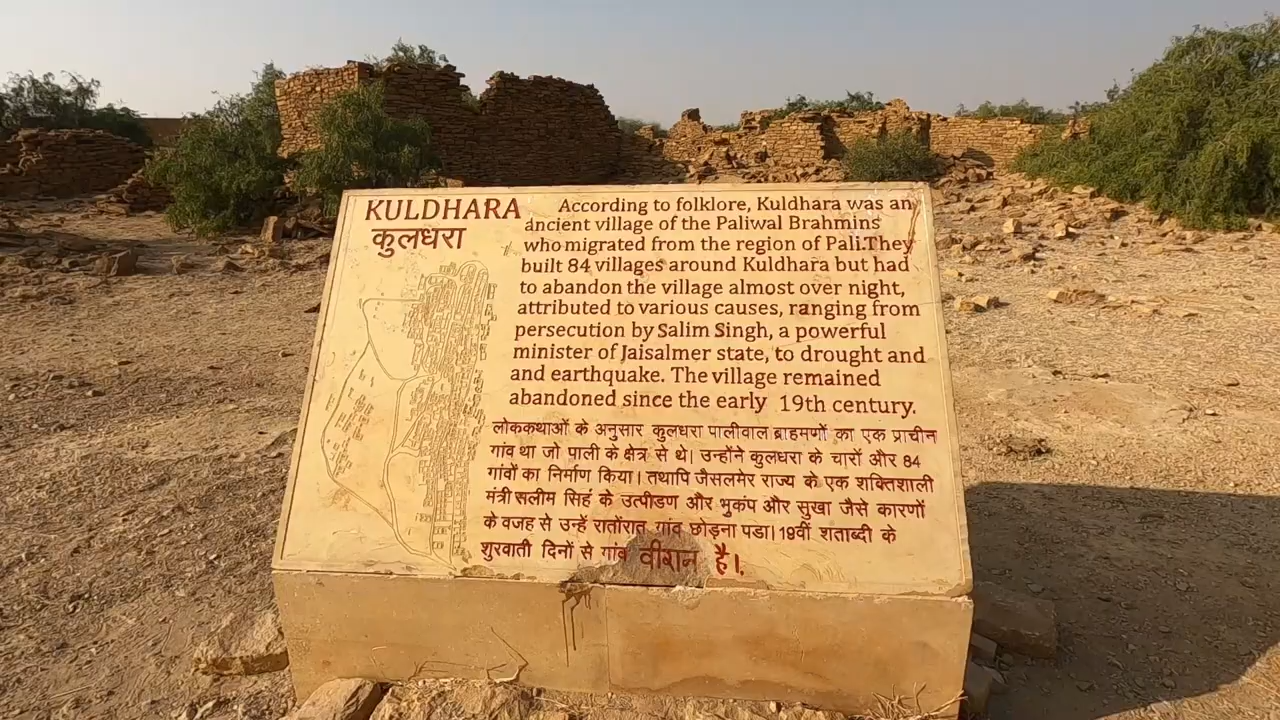 KULDHARA
कुलधरा
According to folklore, Kuldhara was an
ancient village of the Paliwal Brahmins
who migrated from the region of Pali.They
built 84 villages around Kuldhara but had
to abandon the village almost over night,
attributed to various causes, ranging from
persecution by Salim Singh, a powerful
minister of Jaisalmer state, to drought and
and earthquake. The village remained
abandoned since the early 19th century.
लोककथाओं के अनुसार कुलधरा पालीवाल ब्राहमणों का एक प्राचीन
गांव था जो पाली के क्षेत्र से थे। उन्होंने कुलधरा के चारों और 84
गांवों का निर्माण किया। तथापि जैसलमेर राज्य के एक शक्तिशाली
मंत्री सलीम सिहं के उत्पीडण और भुकंप और सुखा जैसे कारणों
के वजह से उन्हें रातोंरात गांव छोड़ना पडा। 19वीं शताब्दी के
शुरवाती दिनों से गांव वीरान है।